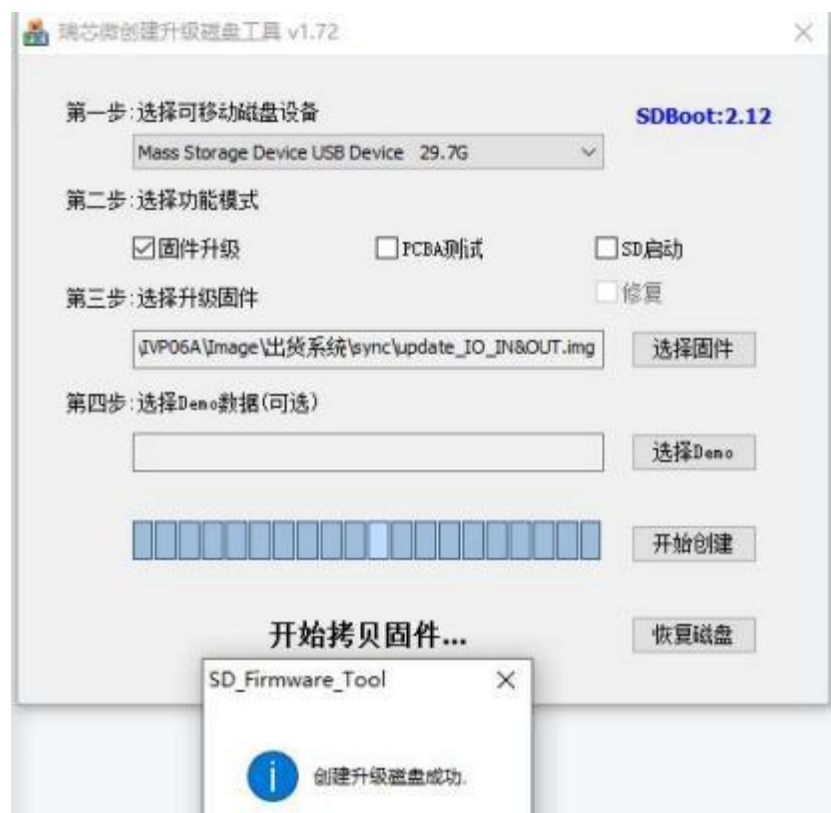 瑞芯微创建升级磁盘工具 v1.72
第一步:选择可移动磁盘设备
SDBoot:2.12
Mass Storage Device USB Device 29.7G
第二步:选择功能模式
固件升级 PCBA测试 SD启动
第三步:选择升级固件 修复
\IVP06A\Image\出货系统\sync\update_IO_IN&OUT.img 选择固件
第四步:选择Demo数据(可选)
选择Demo
开始创建
开始拷贝固件... 恢复磁盘
SD_Firmware_Tool
创建升级磁盘成功.